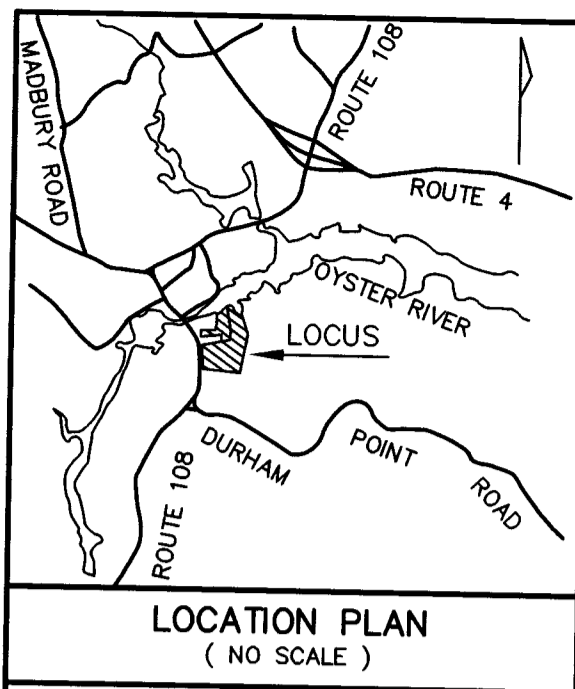 MADBURY ROAD
ROUTE 108
ROUTE 4
OYSTER RIVER
LOCUS
DURHAM POINT ROAD
ROUTE 108
LOCATION PLAN
( NO SCALE )